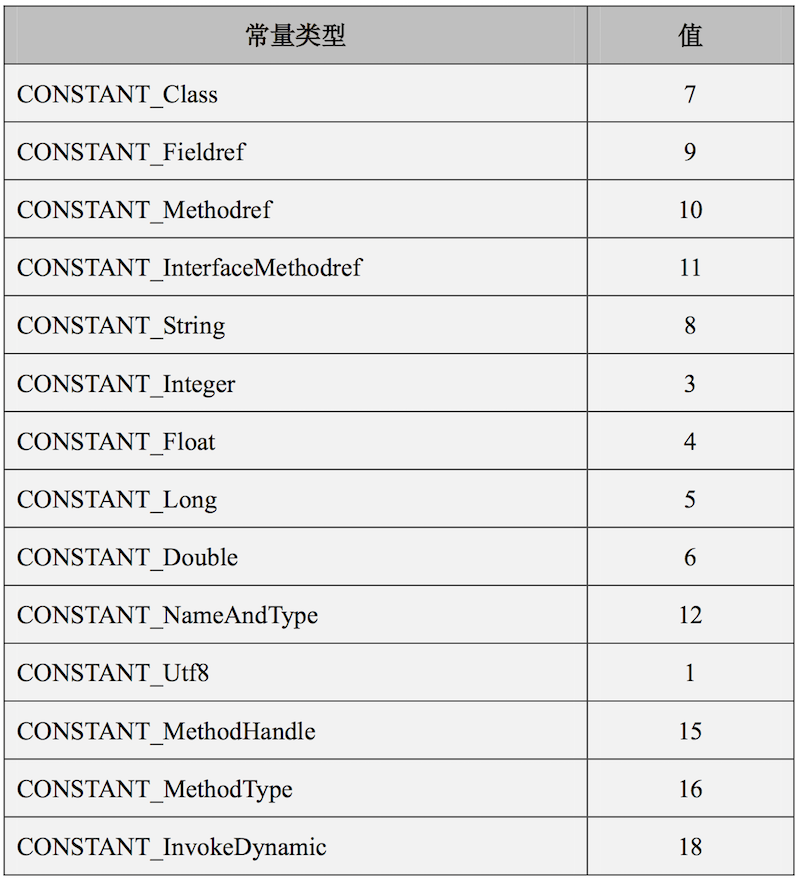 常量类型 值
CONSTANT_Class 7
CONSTANT_Fieldref 9
CONSTANT_Methodref 10
CONSTANT_InterfaceMethodref 11
CONSTANT_String 8
CONSTANT_Integer 3
CONSTANT_Float 4
CONSTANT_Long 5
CONSTANT_Double 6
CONSTANT_NameAndType 12
CONSTANT_Utf8 1
CONSTANT_MethodHandle 15
CONSTANT_MethodType 16
CONSTANT_InvokeDynamic 18